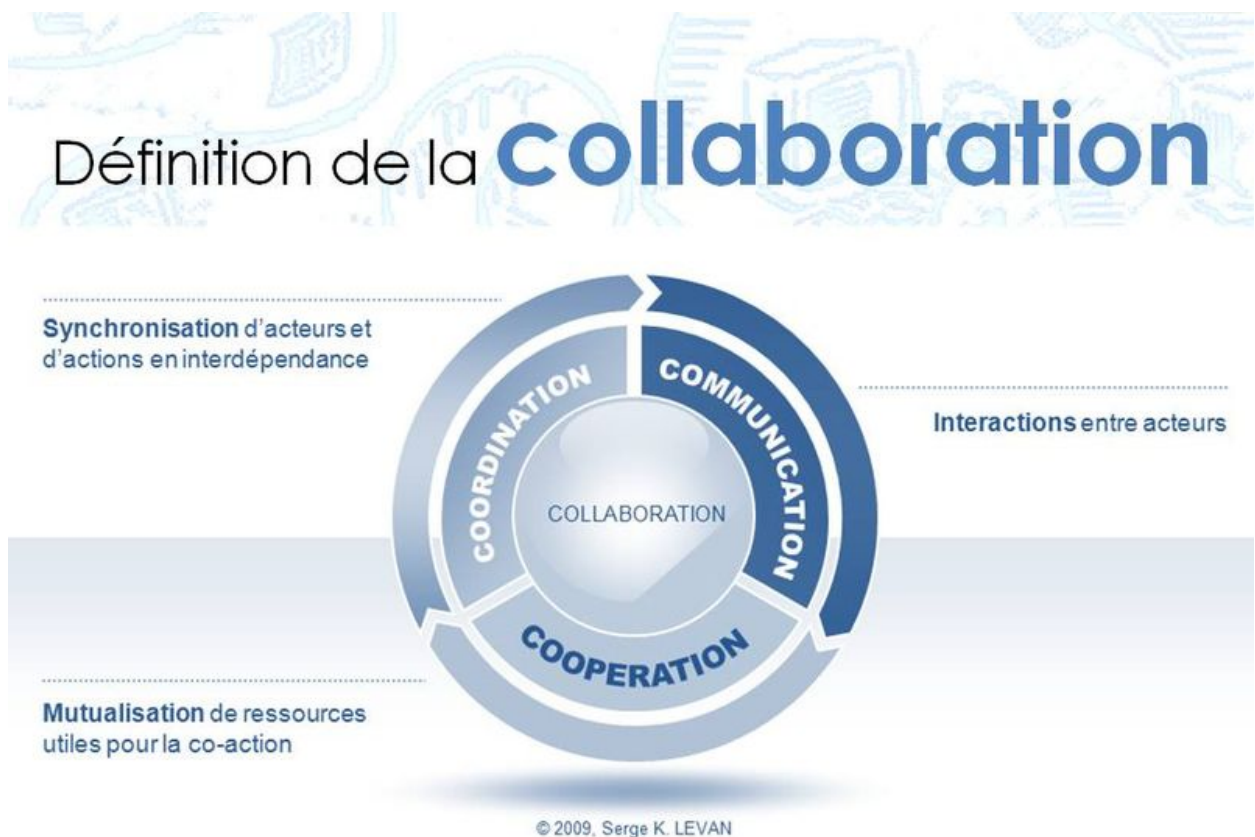 Définition de la collaboration
Synchronisation d'acteurs et
d'actions en interdépendance
COORDINATION
COMMUNICATION
Interactions entre acteurs
COLLABORATION
COOPERATION
Mutualisation de ressources
utiles pour la co-action
© 2009, Serge K. LEVAN